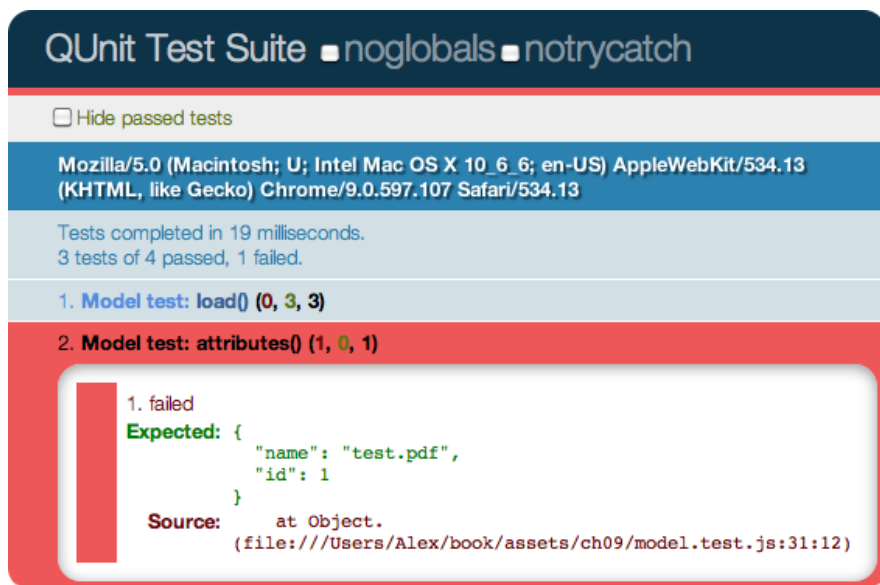 QUnit Test Suite noglobals notrycatch
Hide passed tests
Mozilla/5.0 (Macintosh; U; Intel Mac OS X 10_6_6; en-US) AppleWebKit/534.13
(KHTML, like Gecko) Chrome/9.0.597.107 Safari/534.13
Tests completed in 19 milliseconds.
3 tests of 4 passed, 1 failed.
1. Model test: load() (0, 3, 3)
2. Model test: attributes() (1, 0, 1)
1. failed
Expected: {
"name": "test.pdf",
"id": 1
}
Source: at Object.
(file:///Users/Alex/book/assets/ch09/model.test.js:31:12)